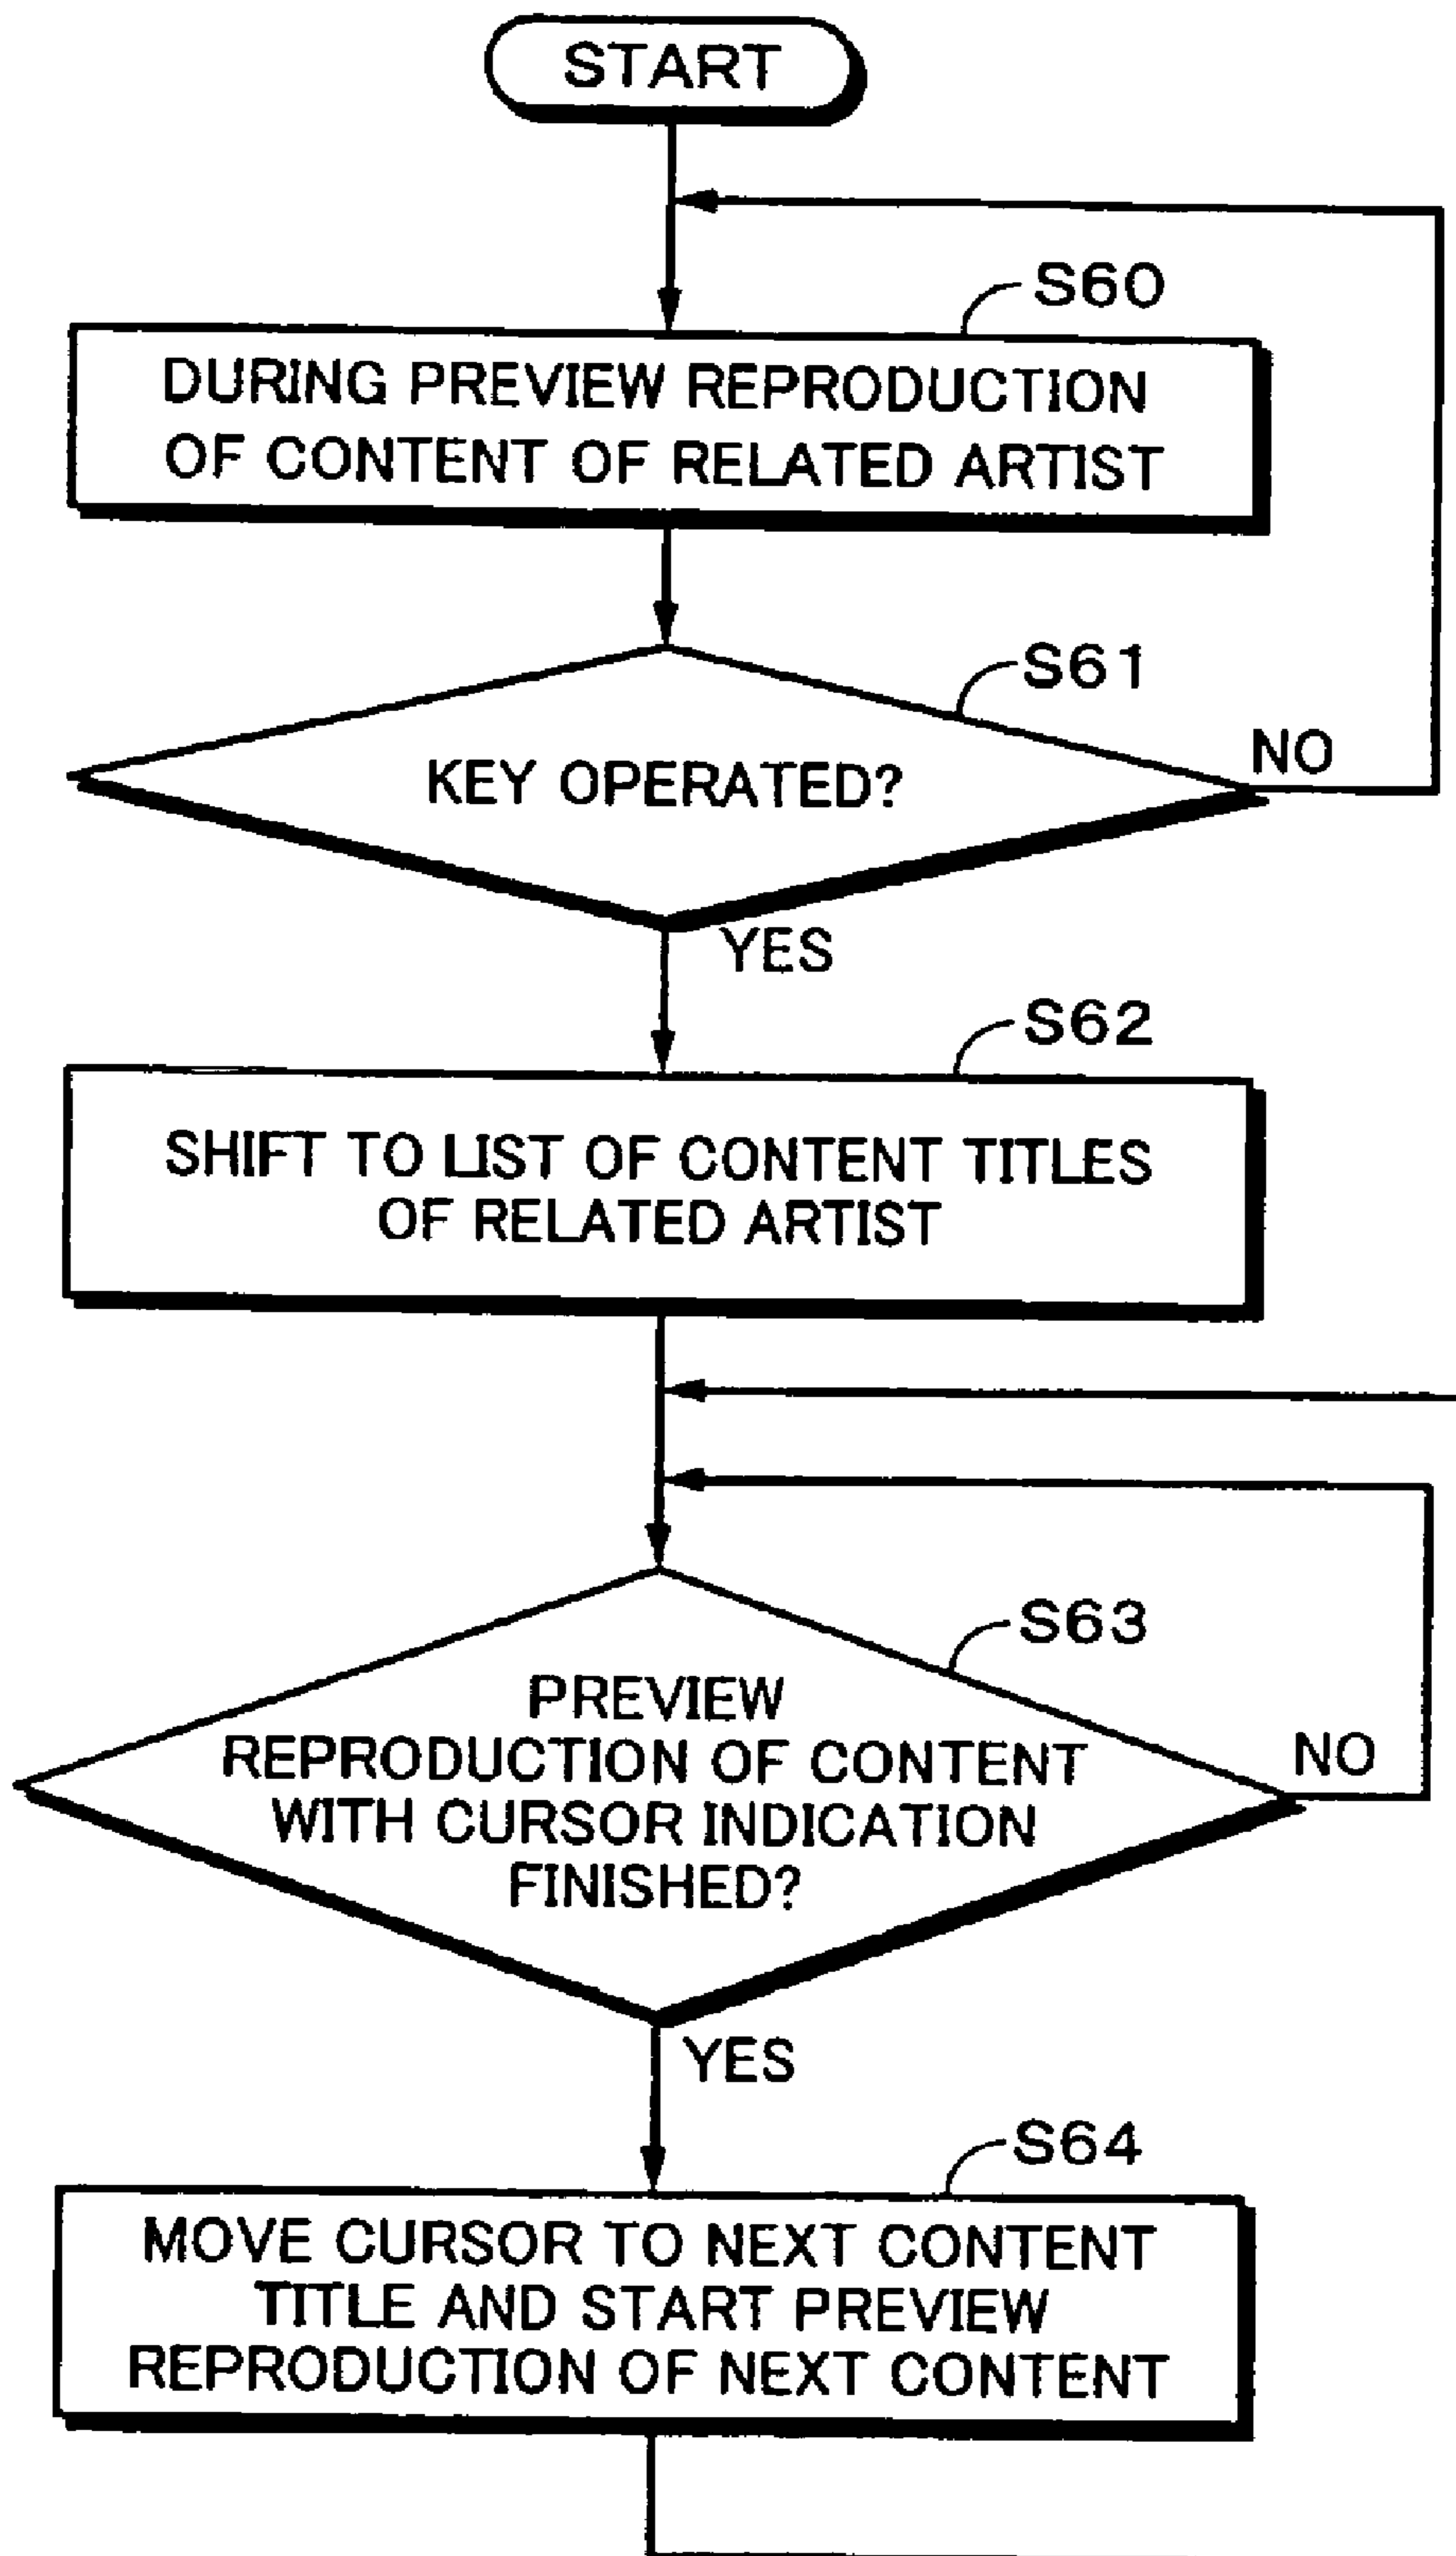 START
S60
DURING PREVIEW REPRODUCTION
OF CONTENT OF RELATED ARTIST
S61
KEY OPERATED?
NO
YES
S62
SHIFT TO LIST OF CONTENT TITLES
OF RELATED ARTIST
S63
PREVIEW
REPRODUCTION OF CONTENT
WITH CURSOR INDICATION
FINISHED?
NO
YES
S64
MOVE CURSOR TO NEXT CONTENT
TITLE AND START PREVIEW
REPRODUCTION OF NEXT CONTENT